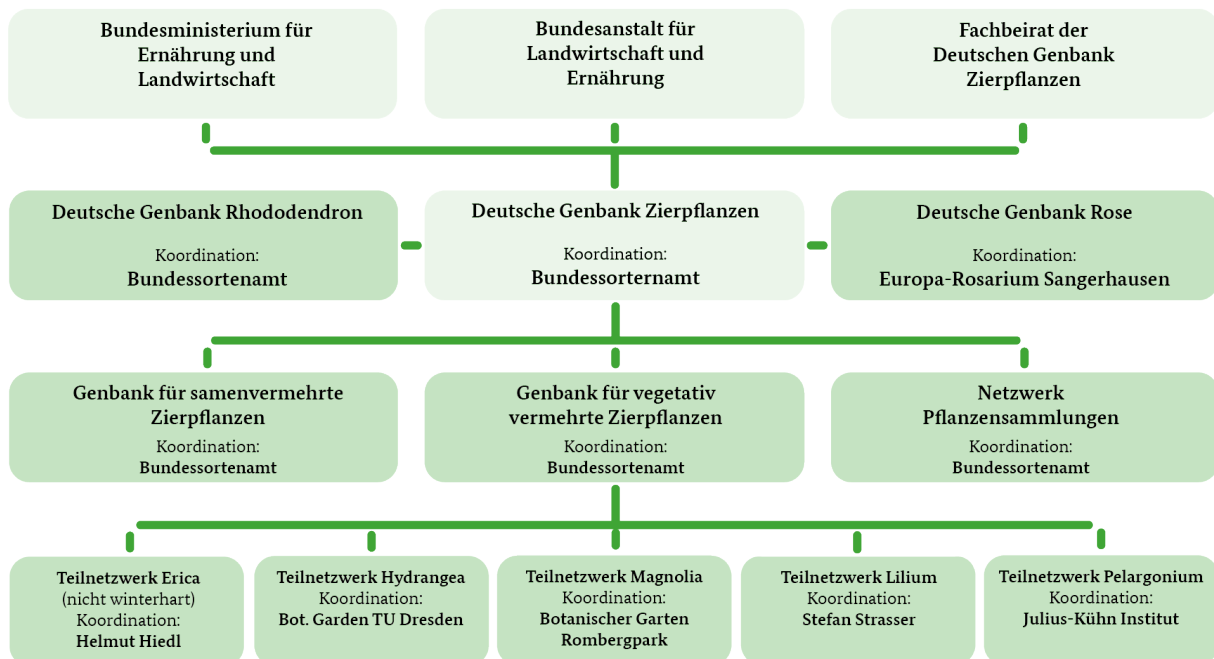 Bundesministerium für
Ernährung und
Landwirtschaft
Bundesanstalt für
Landwirtschaft und
Ernährung
Fachbeirat der
Deutschen Genbank
Zierpflanzen
Deutsche Genbank Rhododendron
Koordination:
Bundessortenamt
Deutsche Genbank Zierpflanzen
Koordination:
Bundessorternamt
Deutsche Genbank Rose
Koordination:
Europa-Rosarium Sangerhausen
Genbank für samenvermehrte
Zierpflanzen
Koordination:
Bundessortenamt
Genbank für vegetativ
vermehrte Zierpflanzen
Koordination:
Bundessortenamt
Netzwerk
Pflanzensammlungen
Koordination:
Bundessortenamt
Teilnetzwerk Erica
(nicht winterhart)
Koordination:
Helmut Hiedl
Teilnetzwerk Hydrangea
Koordination:
Bot. Garden TU Dresden
Teilnetzwerk Magnolia
Koordination:
Botanischer Garten
Rombergpark
Teilnetzwerk Lilium
Koordination:
Stefan Strasser
Teilnetzwerk Pelargonium
Koordination:
Julius-Kühn Institut